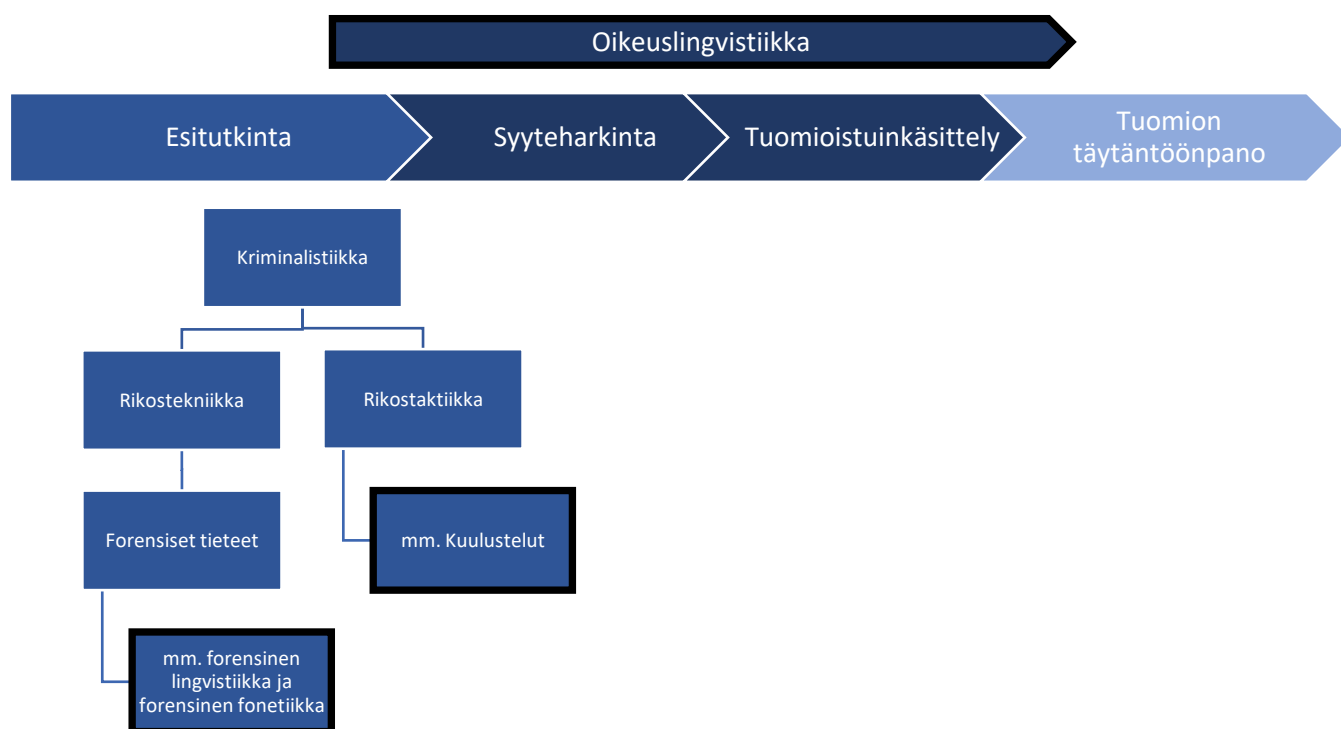 Oikeuslingvistiikka
Esitutkinta
Syyteharkinta
Tuomioistuinkäsittely
Tuomion
täytäntöönpano
Kriminalistiikka
Rikostekniikka
Rikostaktiikka
Forensiset tieteet
mm. Kuulustelut
mm. forensinen
lingvistiikka ja
forensinen fonetiikka